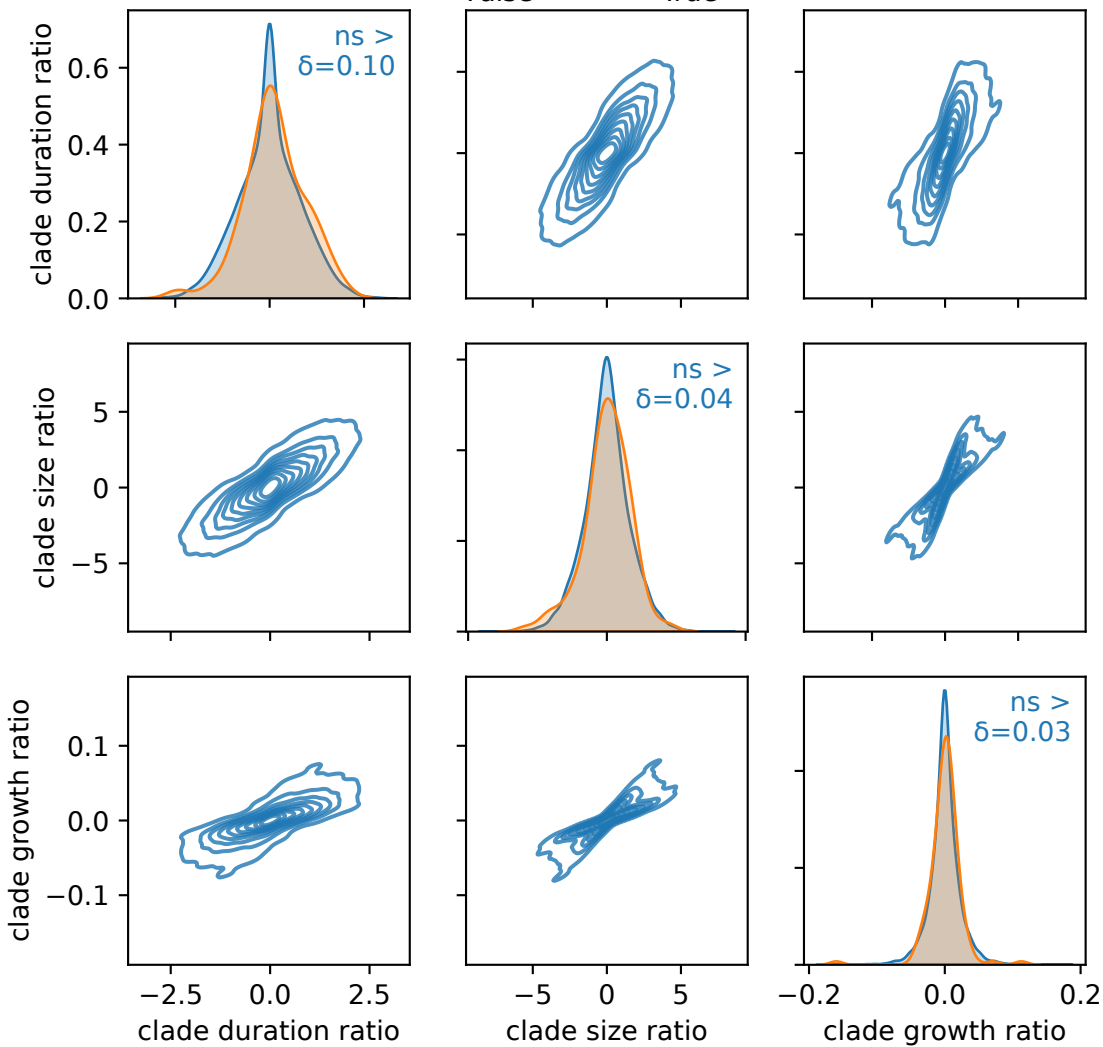 clade duration ratio
0.6
0.4
0.2
0.0
ns >
δ=0.10
clade size ratio
5
0
−5
ns >
δ=0.04
clade growth ratio
0.1
0.0
−0.1
ns >
δ=0.03
−2.5 0.0 2.5
−5 0 5
−0.2 0.0 0.2
clade duration ratio
clade size ratio
clade growth ratio